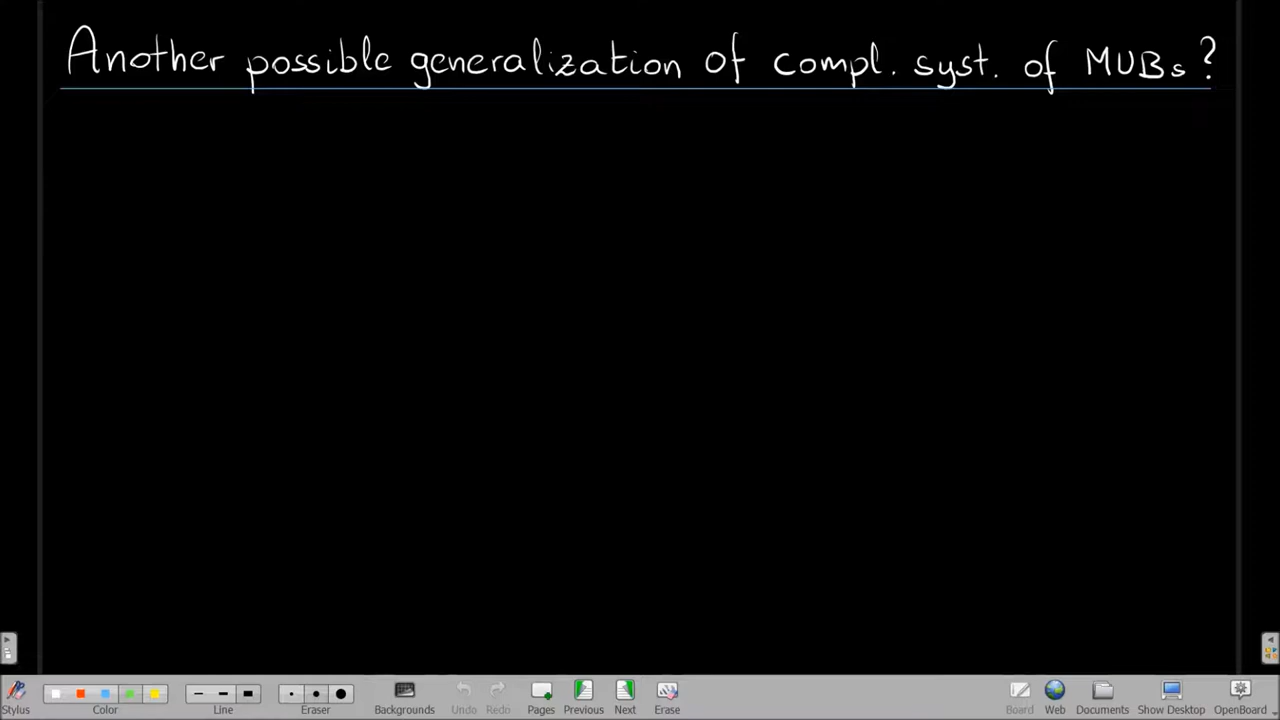 Another possible generalization of compl. syst. of MUBs?
Stylus
Color
Line
Eraser
Backgrounds
Undo
Redo
Pages
Previous
Next
Erase
Board
Web
Documents
Show Desktop
OpenBoard